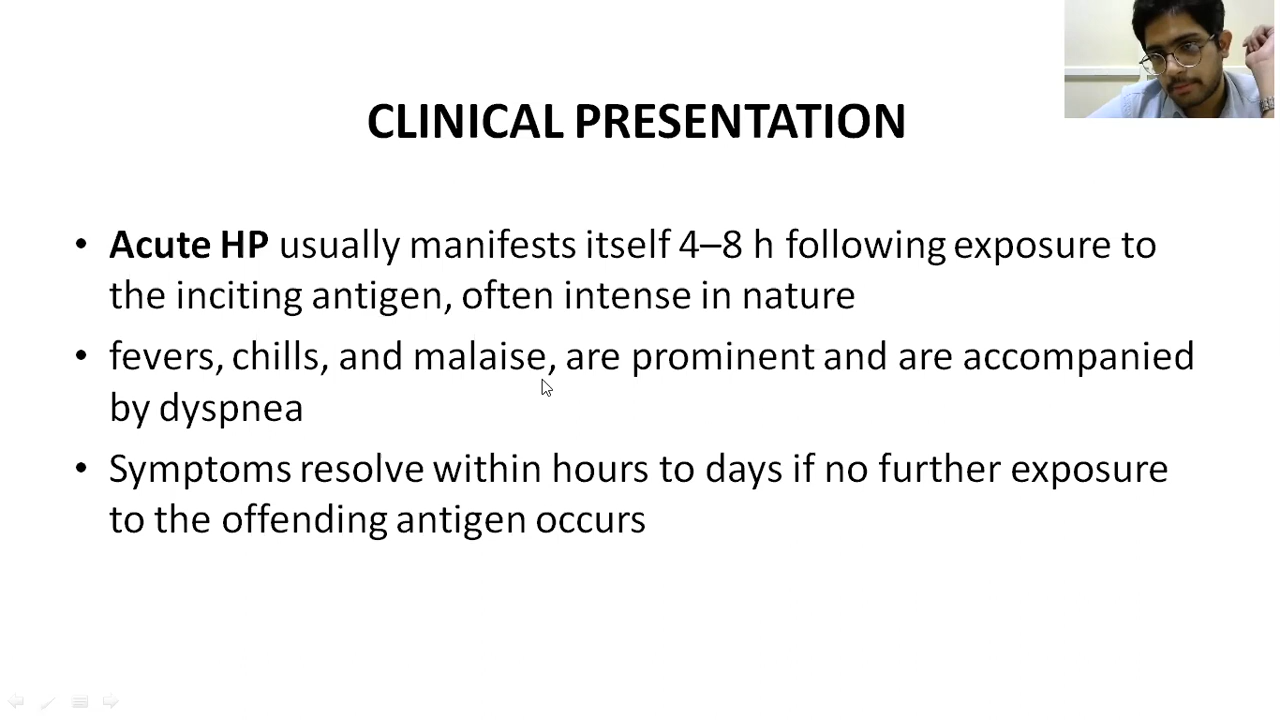 CLINICAL PRESENTATION
• Acute HP usually manifests itself 4–8 h following exposure to
the inciting antigen, often intense in nature
• fevers, chills, and malaise, are prominent and are accompanied
by dyspnea
• Symptoms resolve within hours to days if no further exposure
to the offending antigen occurs